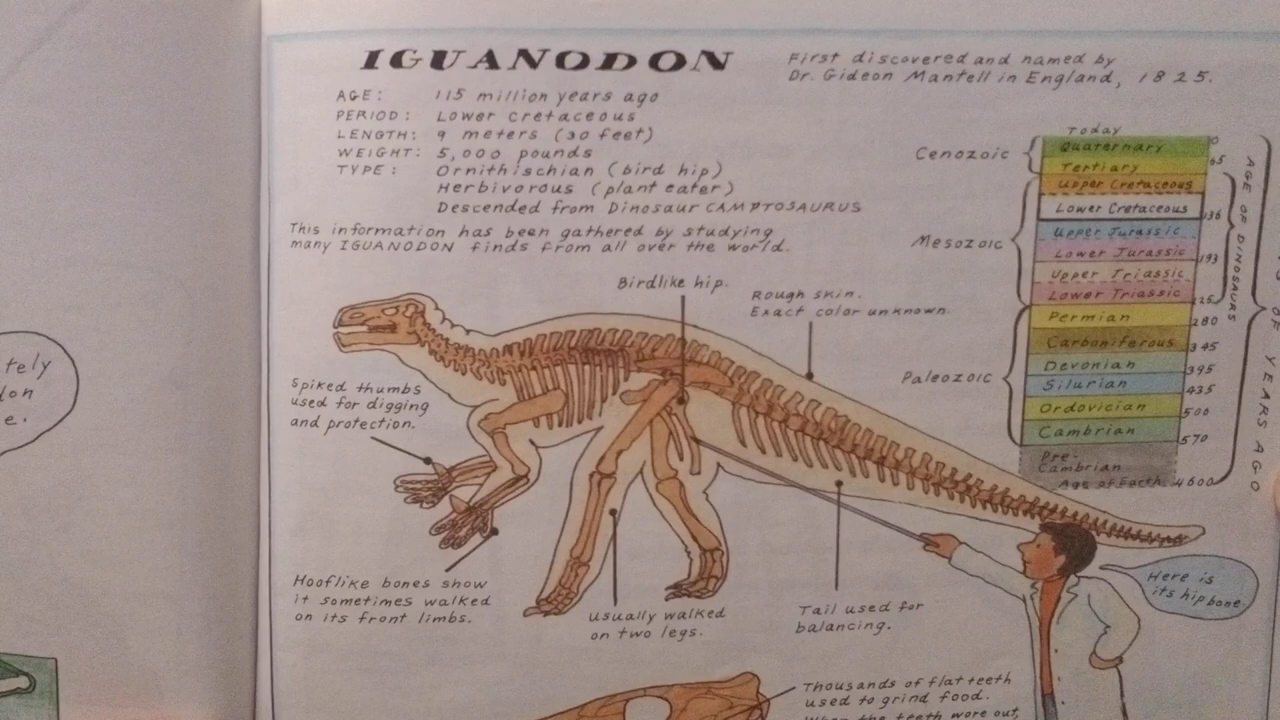 tely
don
e.
IGUANODON
First discovered and named by
Dr. Gideon Mantell in England, 1825.
AGE: 115 million years ago
PERIOD: Lower cretaceous
LENGTH: 9 meters (30 feet)
WEIGHT: 5,000 pounds
TYPE: Ornithischian (bird hip)
Herbivorous (plant eater)
Descended from Dinosaur CAMPTOSAURUS
This information has been gathered by studying
many IGUANODON finds from all over the world.
Today
Cenozoic
Quaternary 0
Tertiary 65
Upper Cretaceous
Lower Cretaceous 136
Mesozoic
Upper Jurassic
Lower Jurassic 193
Upper Triassic
Lower Triassic
Permian 280
Carboniferous 345
Devonian 395
Paleozoic
Silurian 435
Ordovician 500
Cambrian 570
Pre-
Cambrian
Age of Earth 4600
AGE OF DINOSAURS
OF YEARS AGO
Birdlike hip.
Rough skin.
Exact color unknown.
Spiked thumbs
used for digging
and protection.
Hooflike bones show
it sometimes walked
on its front limbs.
Usually walked
on two legs.
Tail used for
balancing.
Here is
its hipbone.
Thousands of flat teeth
used to grind food.
When the teeth wore out,